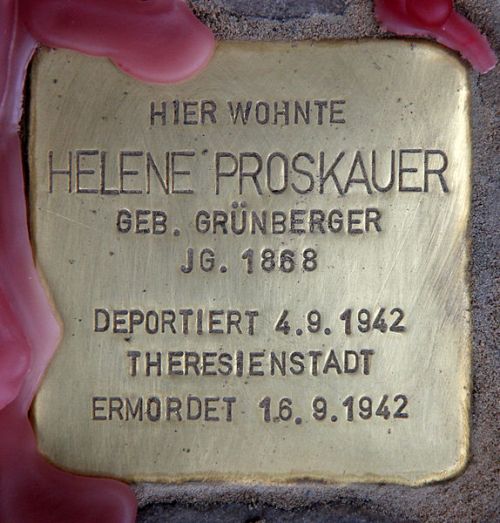 HIER WOHNTE
HELENE PROSKAUER
GEB. GRÜNBERGER
JG. 1868
DEPORTIERT 4.9.1942
THERESIENSTADT
ERMORDET 16.9.1942